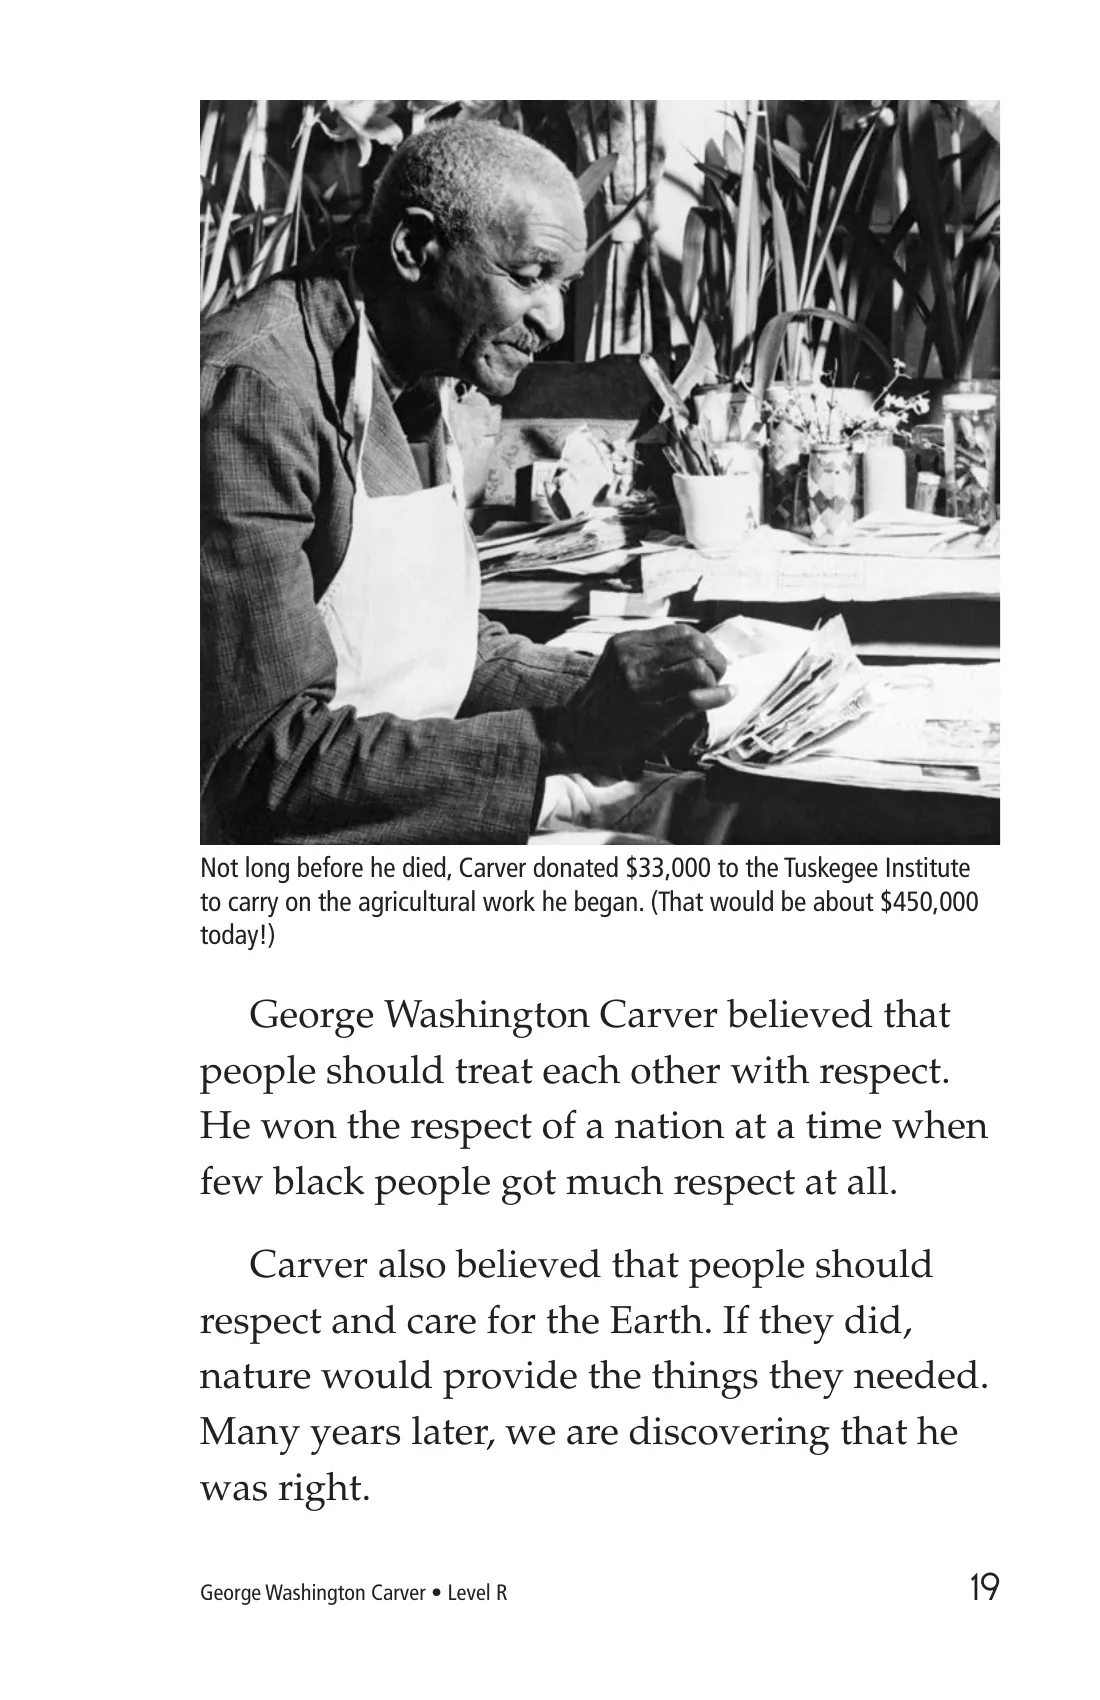 Not long before he died, Carver donated $33,000 to the Tuskegee Institute
to carry on the agricultural work he began. (That would be about $450,000
today!)
George Washington Carver believed that
people should treat each other with respect.
He won the respect of a nation at a time when
few black people got much respect at all.
Carver also believed that people should
respect and care for the Earth. If they did,
nature would provide the things they needed.
Many years later, we are discovering that he
was right.
George Washington Carver • Level R
19